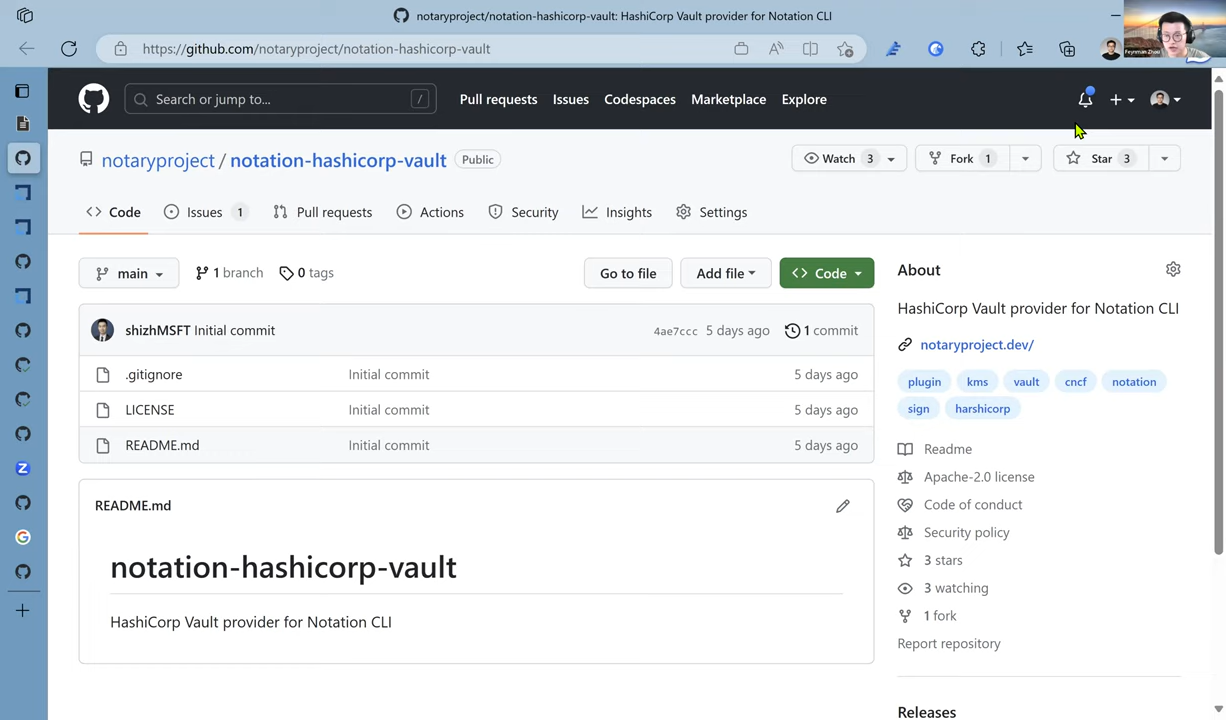 notaryproject/notation-hashicorp-vault: HashiCorp Vault provider for Notation CLI
https://github.com/notaryproject/notation-hashicorp-vault
Feynman Zhou
Search or jump to... /
Pull requests Issues Codespaces Marketplace Explore
notaryproject / notation-hashicorp-vault Public
Watch 3 Fork 1 Star 3
Code Issues 1 Pull requests Actions Security Insights Settings
main 1 branch 0 tags Go to file Add file Code
shizhMSFT Initial commit 4ae7ccc 5 days ago 1 commit
.gitignore Initial commit 5 days ago
LICENSE Initial commit 5 days ago
README.md Initial commit 5 days ago
README.md
notation-hashicorp-vault
HashiCorp Vault provider for Notation CLI
About
HashiCorp Vault provider for Notation CLI
notaryproject.dev/
plugin kms vault cncf notation
sign harshicorp
Readme
Apache-2.0 license
Code of conduct
Security policy
3 stars
3 watching
1 fork
Report repository
Releases